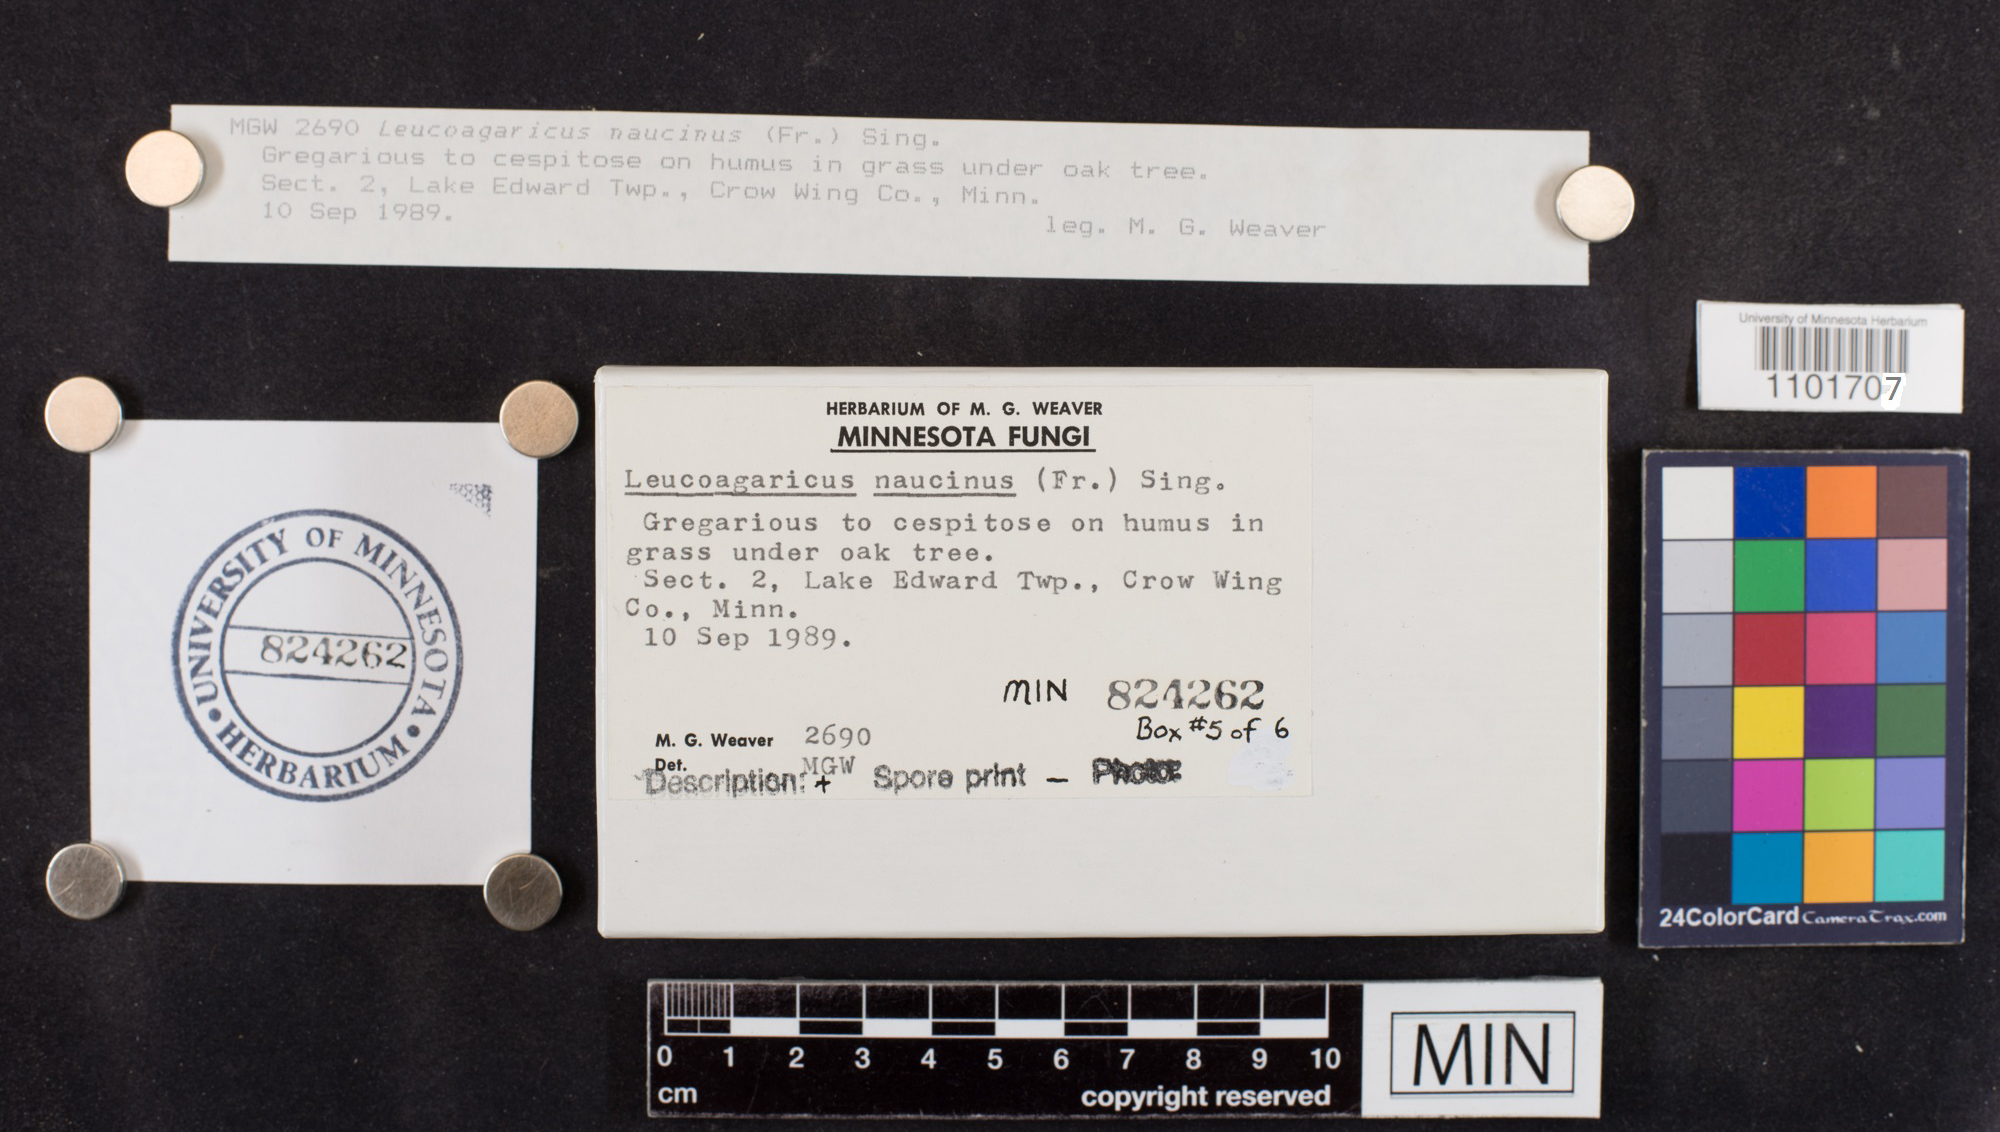 MGW 2690 Leucoagaricus naucinus (Fr.) Sing.
Gregarious to cespitose on humus in grass under oak tree.
Sect. 2, Lake Edward Twp., Crow Wing Co., Minn.
10 Sep 1989.
leg. M. G. Weaver
University of Minnesota Herbarium
1101707
UNIVERSITY OF MINNESOTA
• HERBARIUM •
824262
HERBARIUM OF M. G. WEAVER
MINNESOTA FUNGI
Leucoagaricus naucinus (Fr.) Sing.
Gregarious to cespitose on humus in
grass under oak tree.
Sect. 2, Lake Edward Twp., Crow Wing
Co., Minn.
10 Sep 1989.
MIN 824262
Box #5 of 6
M. G. Weaver 2690
Det. MGW
Description: + Spore print – Photo:
24ColorCard CameraTrax.com
0 1 2 3 4 5 6 7 8 9 10
cm copyright reserved
MIN